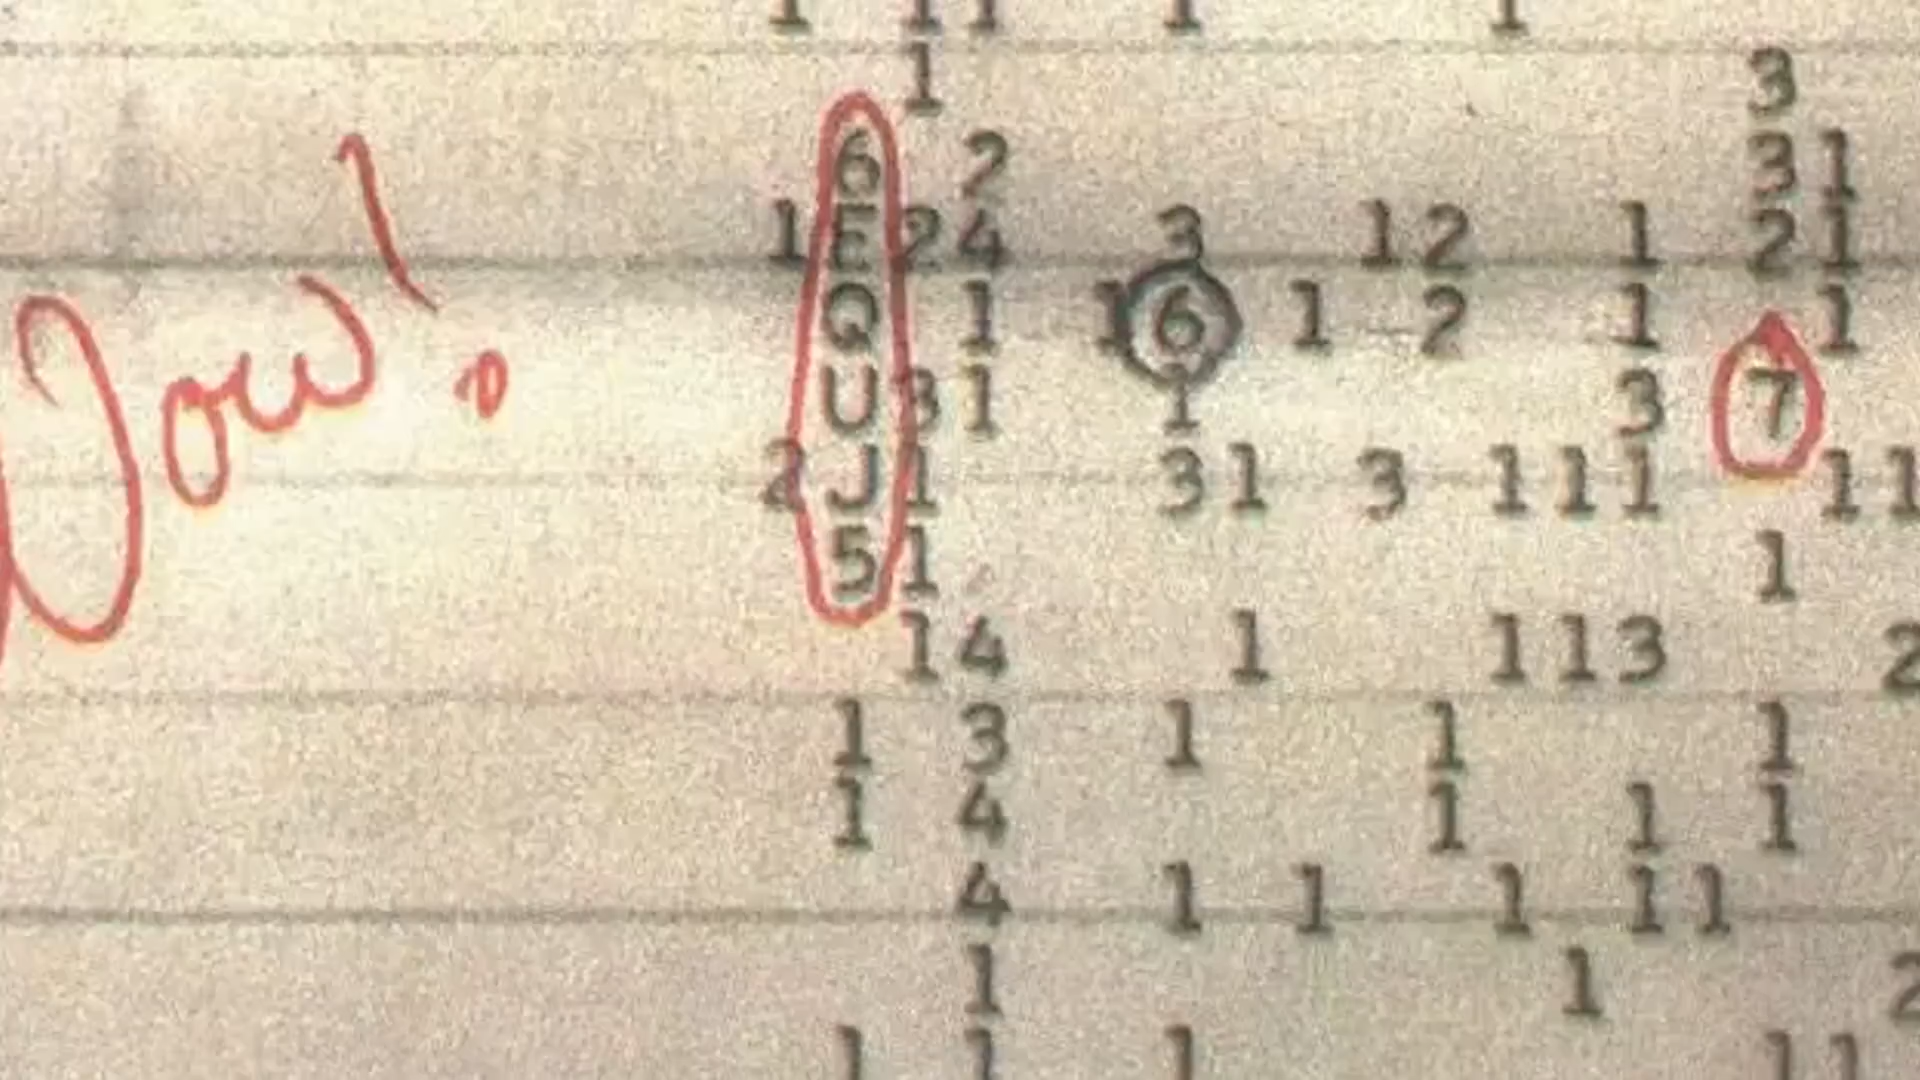 1 11 1 1
1 3
6 2 31
1E24 3 12 1 21
Wow! Q 1 16 1 2 1 1
U31 1 3 7
2J1 31 3 111 11
51 1
14 1 113 2
1 3 1 1 1
1 4 1 1 1
4 1 1 1 11
1 1 2
1 1 1 11